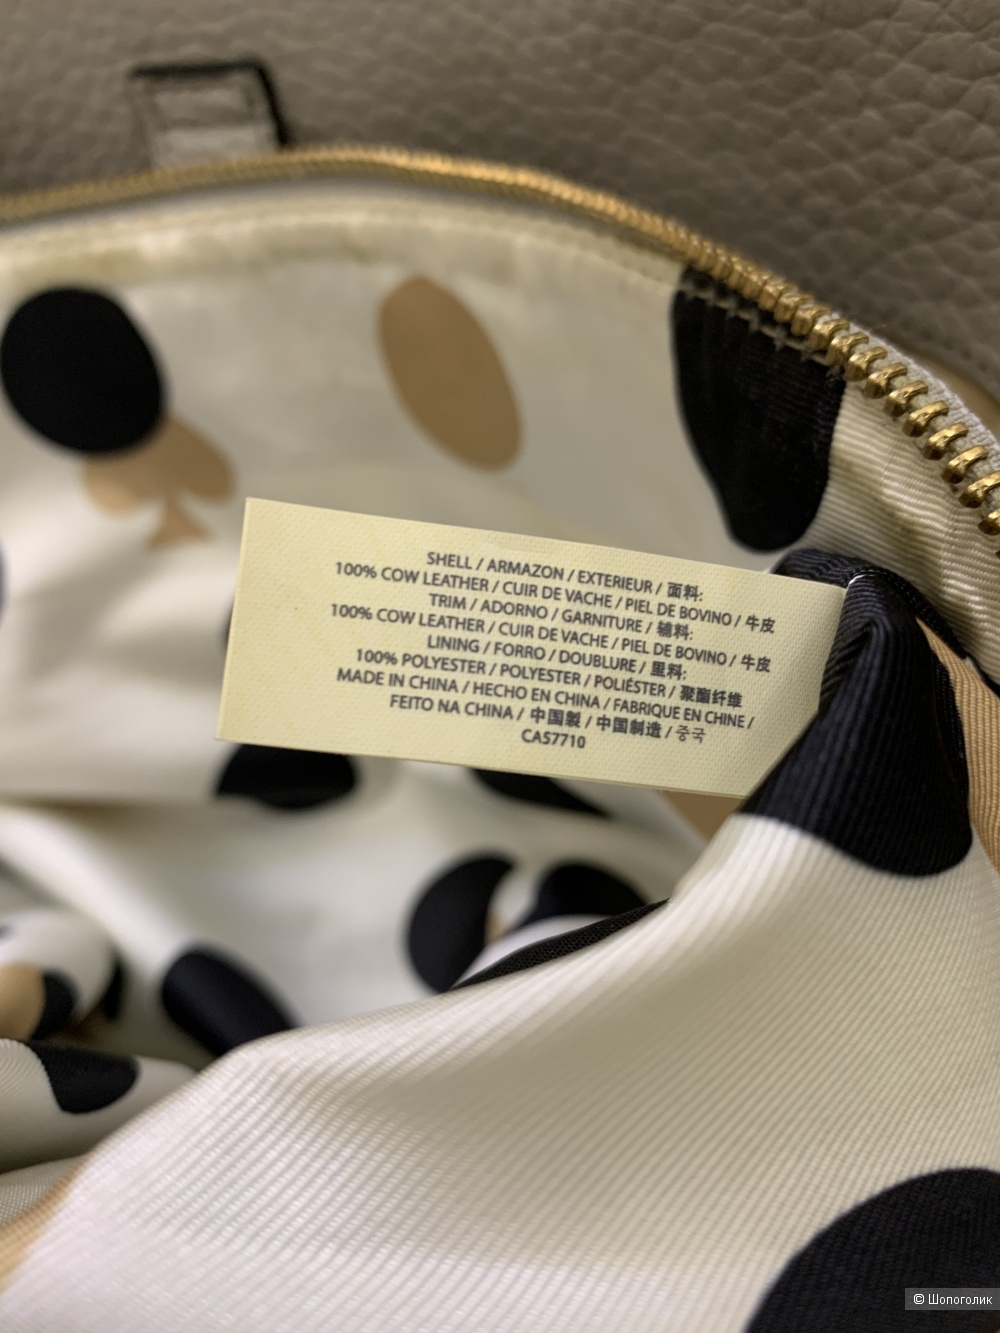 SHELL / ARMAZON / EXTERIEUR / 面料:
100% COW LEATHER / CUIR DE VACHE / PIEL DE BOVINO / 牛皮
TRIM / ADORNO / GARNITURE / 辅料:
100% COW LEATHER / CUIR DE VACHE / PIEL DE BOVINO / 牛皮
LINING / FORRO / DOUBLURE / 里料:
100% POLYESTER / POLYESTER / POLIÉSTER / 聚酯纤维
MADE IN CHINA / HECHO EN CHINA / FABRIQUE EN CHINE /
FEITO NA CHINA / 中国製 / 中国制造 / 중국
CA57710
© Шопоголик